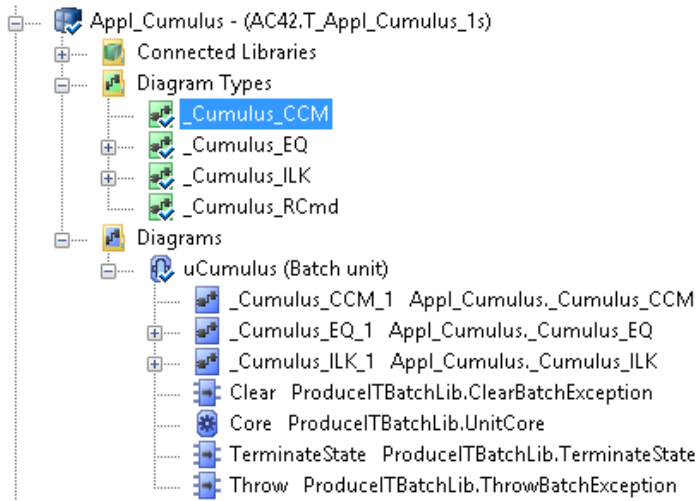 Appl_Cumulus - (AC42.T_Appl_Cumulus_1s)
Connected Libraries
Diagram Types
_Cumulus_CCM
_Cumulus_EQ
_Cumulus_ILK
_Cumulus_RCmd
Diagrams
uCumulus (Batch unit)
_Cumulus_CCM_1 Appl_Cumulus._Cumulus_CCM
_Cumulus_EQ_1 Appl_Cumulus._Cumulus_EQ
_Cumulus_ILK_1 Appl_Cumulus._Cumulus_ILK
Clear ProduceITBatchLib.ClearBatchException
Core ProduceITBatchLib.UnitCore
TerminateState ProduceITBatchLib.TerminateState
Throw ProduceITBatchLib.ThrowBatchException